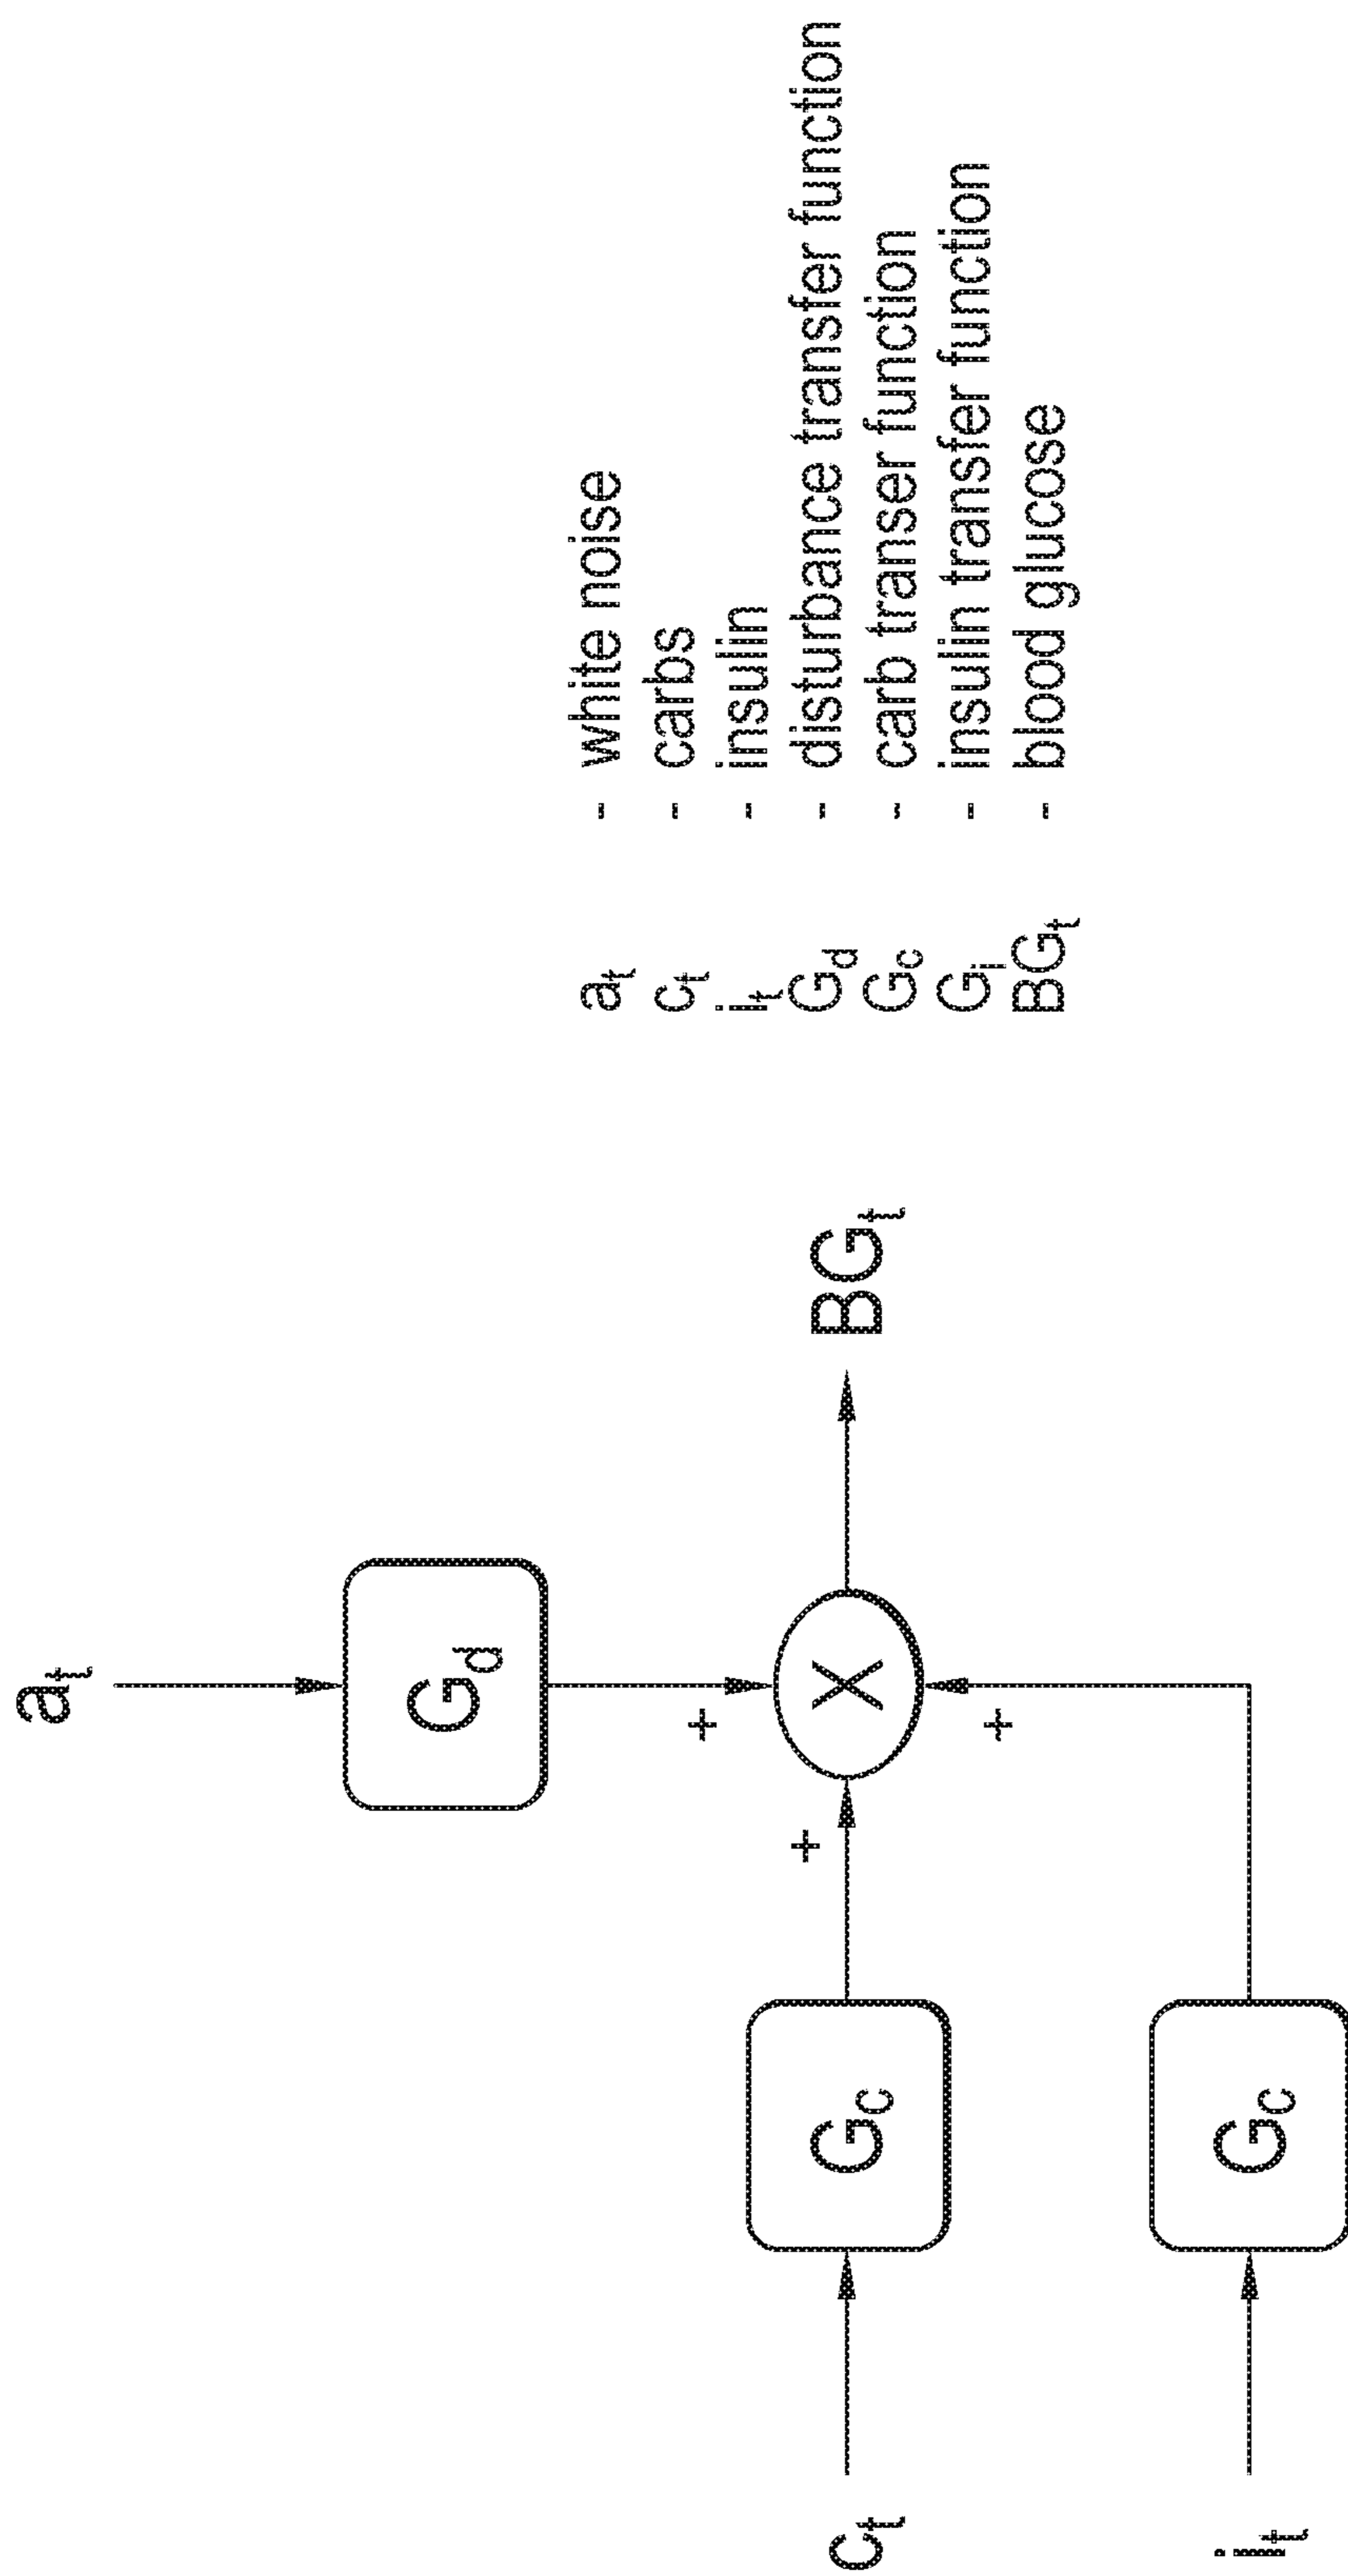 a_t
G_d
+
c_t
G_c
+
X
BG_t
+
i_t
G_c
a_t - white noise
c_t - carbs
i_t - insulin
G_d - disturbance transfer function
G_c - carb transer function
G_i - insulin transfer function
BG_t - blood glucose